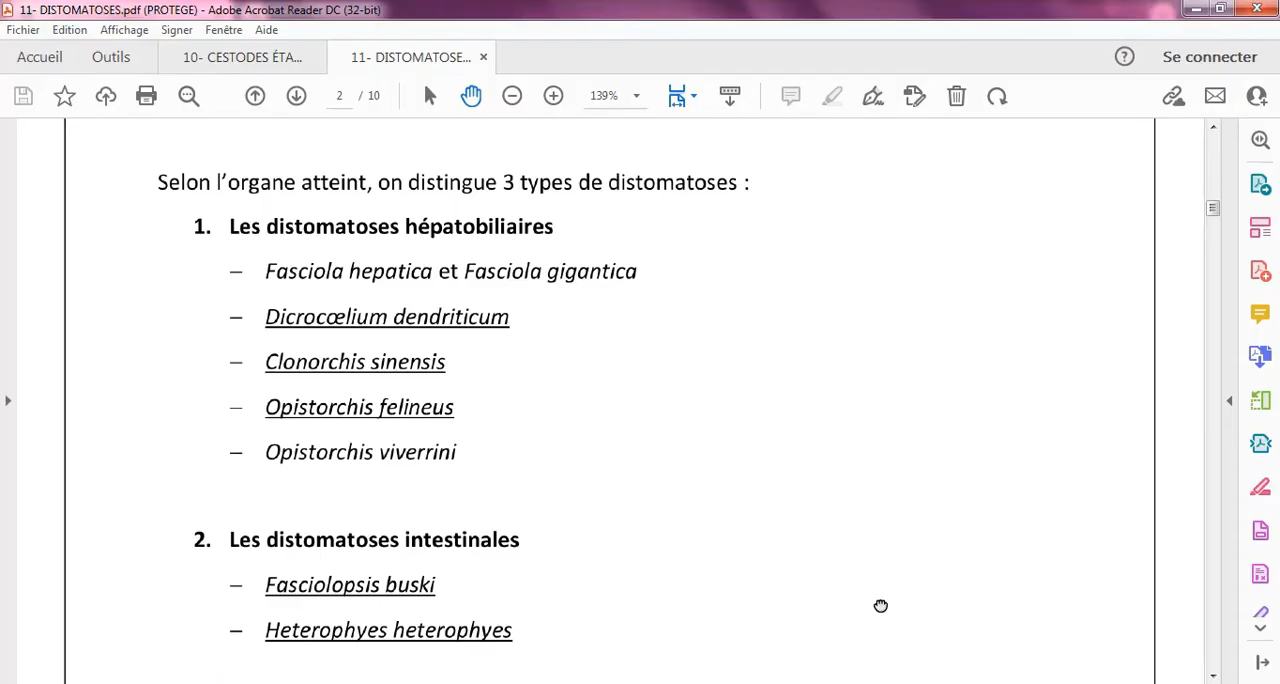 11- DISTOMATOSES.pdf (PROTEGE) - Adobe Acrobat Reader DC (32-bit)
Fichier Edition Affichage Signer Fenêtre Aide
Accueil Outils 10- CESTODES ÉTA... 11- DISTOMATOSE... × Se connecter
2 / 10 139%
Selon l'organe atteint, on distingue 3 types de distomatoses :
1. Les distomatoses hépatobiliaires
– Fasciola hepatica et Fasciola gigantica
– Dicrocœlium dendriticum
– Clonorchis sinensis
– Opistorchis felineus
– Opistorchis viverrini
2. Les distomatoses intestinales
– Fasciolopsis buski
– Heterophyes heterophyes